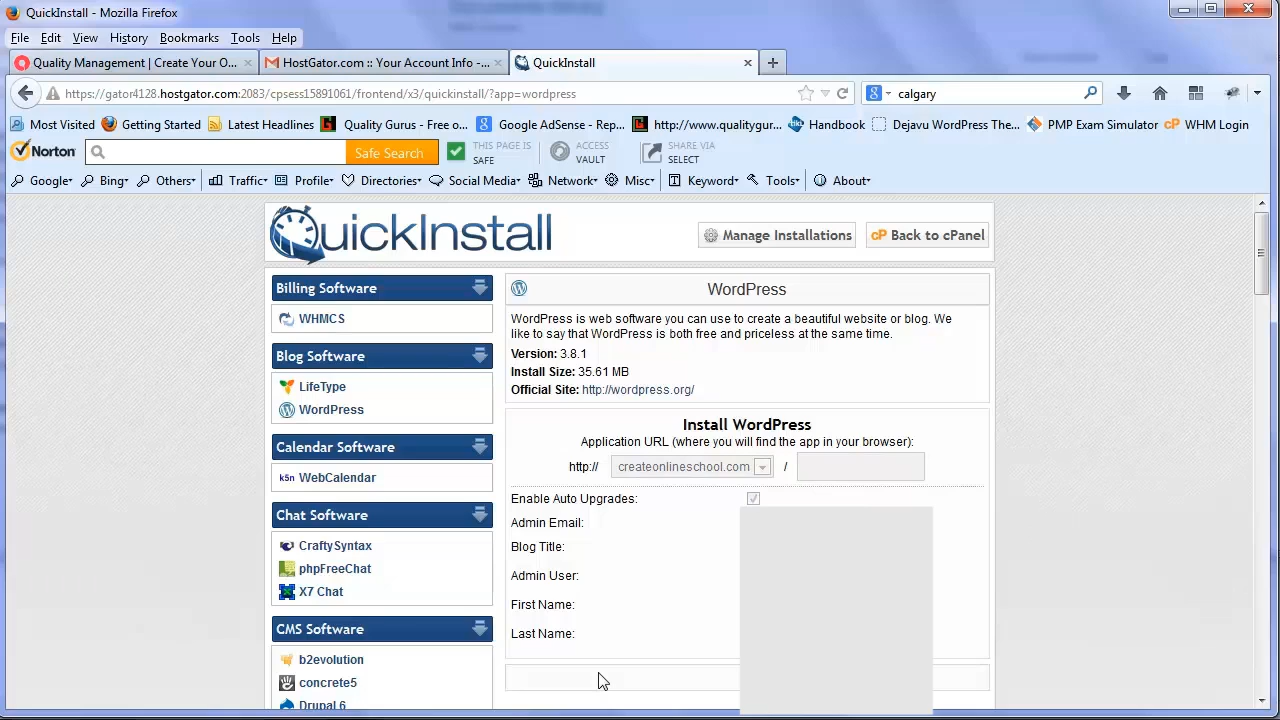 QuickInstall - Mozilla Firefox
File Edit View History Bookmarks Tools Help
Quality Management | Create Your O... × HostGator.com :: Your Account Info -... × QuickInstall ×
https://gator4128.hostgator.com:2083/cpsess15891061/frontend/x3/quickinstall/?app=wordpress calgary
Most Visited Getting Started Latest Headlines Quality Gurus - Free o... Google AdSense - Rep... http://www.qualitygur... Handbook Dejavu WordPress The... PMP Exam Simulator cP WHM Login
Norton Safe Search THIS PAGE IS SAFE ACCESS VAULT SHARE VIA SELECT
Google Bing Others Traffic Profile Directories Social Media Network Misc Keyword Tools About
QuickInstall Manage Installations cP Back to cPanel
Billing Software
WHMCS
Blog Software
LifeType
WordPress
Calendar Software
k5n WebCalendar
Chat Software
CraftySyntax
phpFreeChat
X7 Chat
CMS Software
b2evolution
concrete5
Drupal 6
WordPress
WordPress is web software you can use to create a beautiful website or blog. We
like to say that WordPress is both free and priceless at the same time.
Version: 3.8.1
Install Size: 35.61 MB
Official Site: http://wordpress.org/
Install WordPress
Application URL (where you will find the app in your browser):
http:// createonlineschool.com /
Enable Auto Upgrades:
Admin Email:
Blog Title:
Admin User:
First Name:
Last Name: